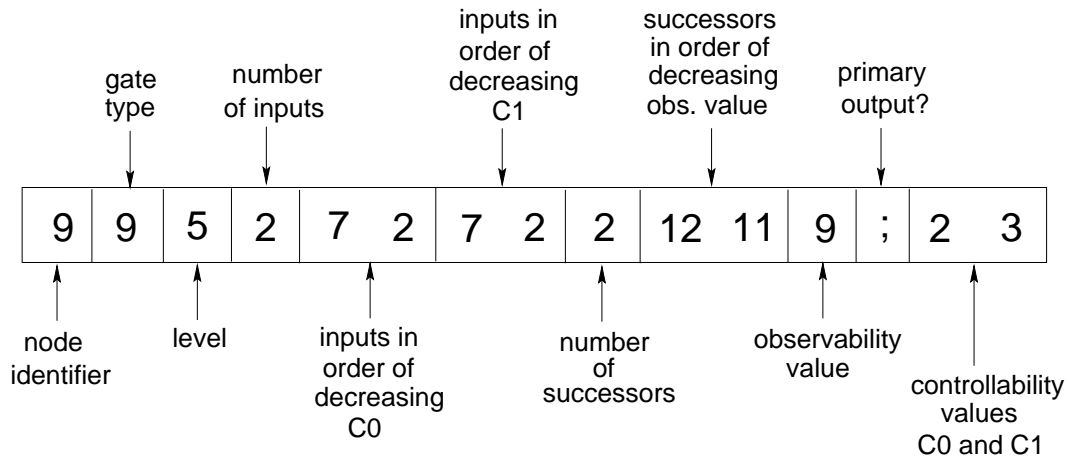 gate
type
number
of inputs
inputs in
order of
decreasing
C1
successors
in order of
decreasing
obs. value
primary
output?
9 9 5 2 7 2 7 2 2 12 11 9 ; 2 3
node
identifier
level
inputs in
order of
decreasing
C0
number
of
successors
observability
value
controllability
values
C0 and C1